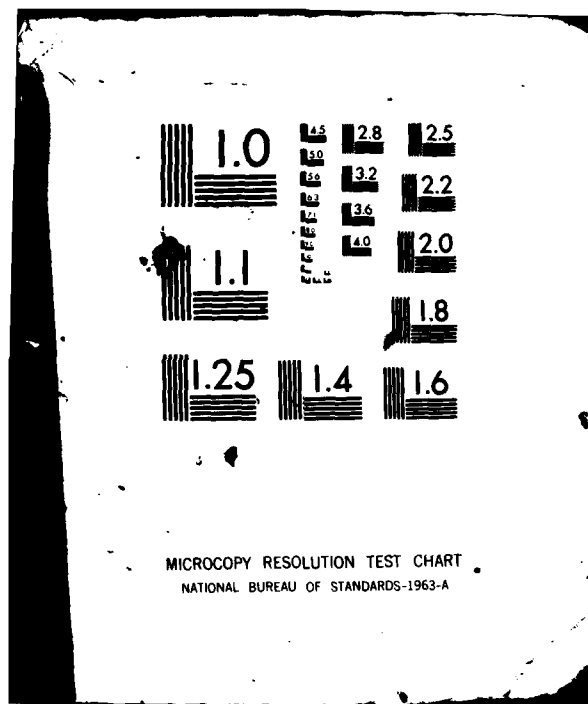 1.0
4.5 2.8 2.5
5.0
5.6 3.2 2.2
6.3
7.1 3.6
4.0 2.0
1.1
1.8
1.25 1.4 1.6
MICROCOPY RESOLUTION TEST CHART
NATIONAL BUREAU OF STANDARDS-1963-A